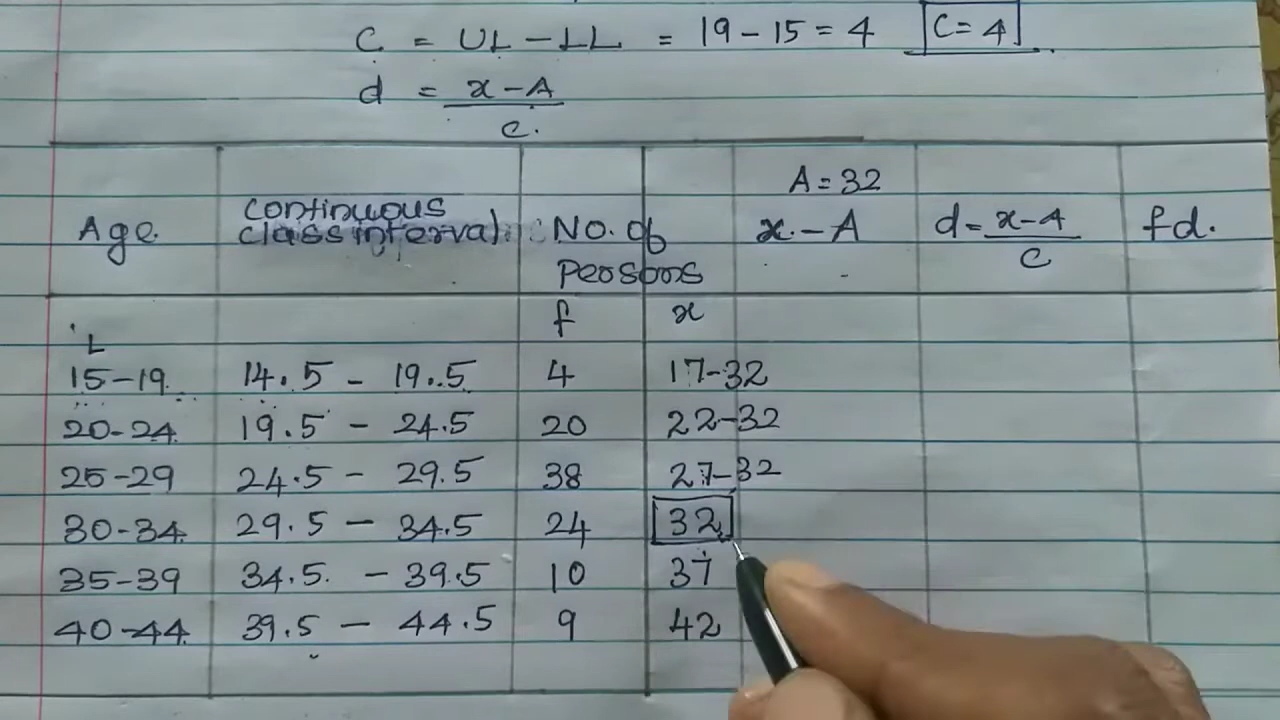 C = UL - LL = 19 - 15 = 4 C = 4
d = x - A / c.
A = 32
Age. continuous class interval No. of Persons x - A d = x - A / c fd.
f x
L
15 - 19 14.5 - 19.5 4 17 - 32
20 - 24 19.5 - 24.5 20 22 - 32
25 - 29 24.5 - 29.5 38 27 - 32
30 - 34 29.5 - 34.5 24 32
35 - 39 34.5 - 39.5 10 37
40 - 44 39.5 - 44.5 9 42